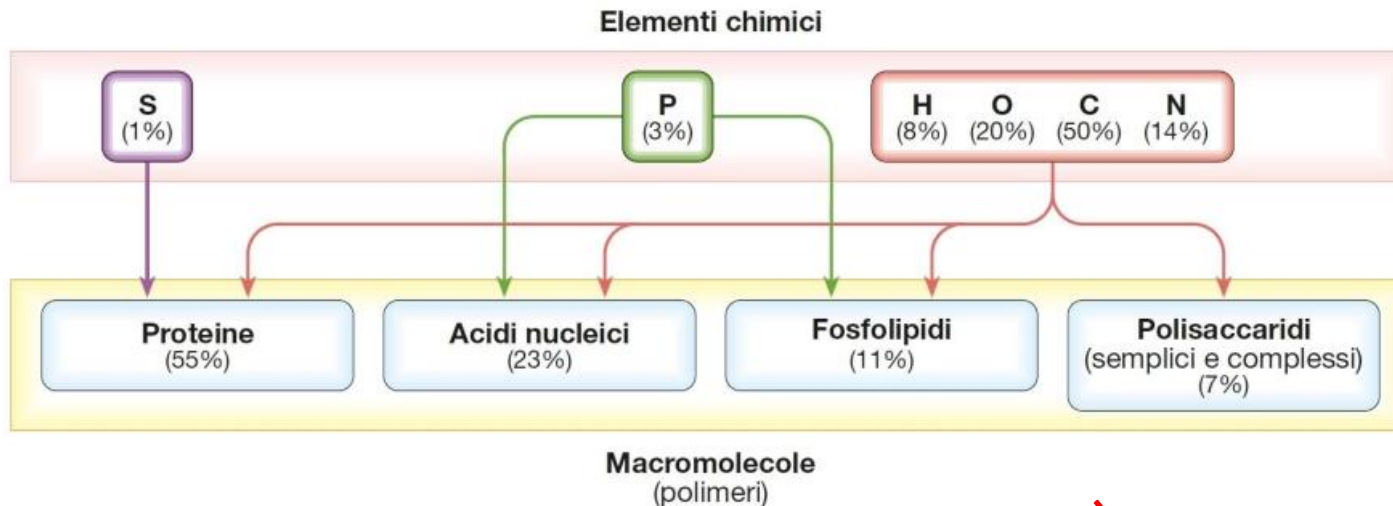 Elementi chimici
S
(1%)
P
(3%)
H O C N
(8%) (20%) (50%) (14%)
Proteine
(55%)
Acidi nucleici
(23%)
Fosfolipidi
(11%)
Polisaccaridi
(semplici e complessi)
(7%)
Macromolecole
(polimeri)